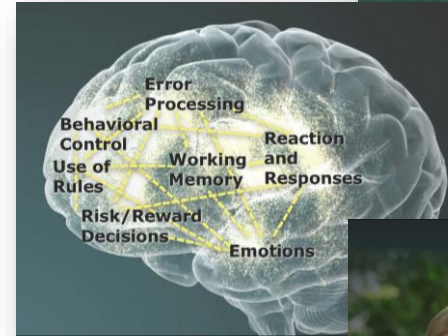 Error
Processing
Behavioral
Control
Use of
Rules
Working
Memory
Reaction
and
Responses
Risk/Reward
Decisions
Emotions